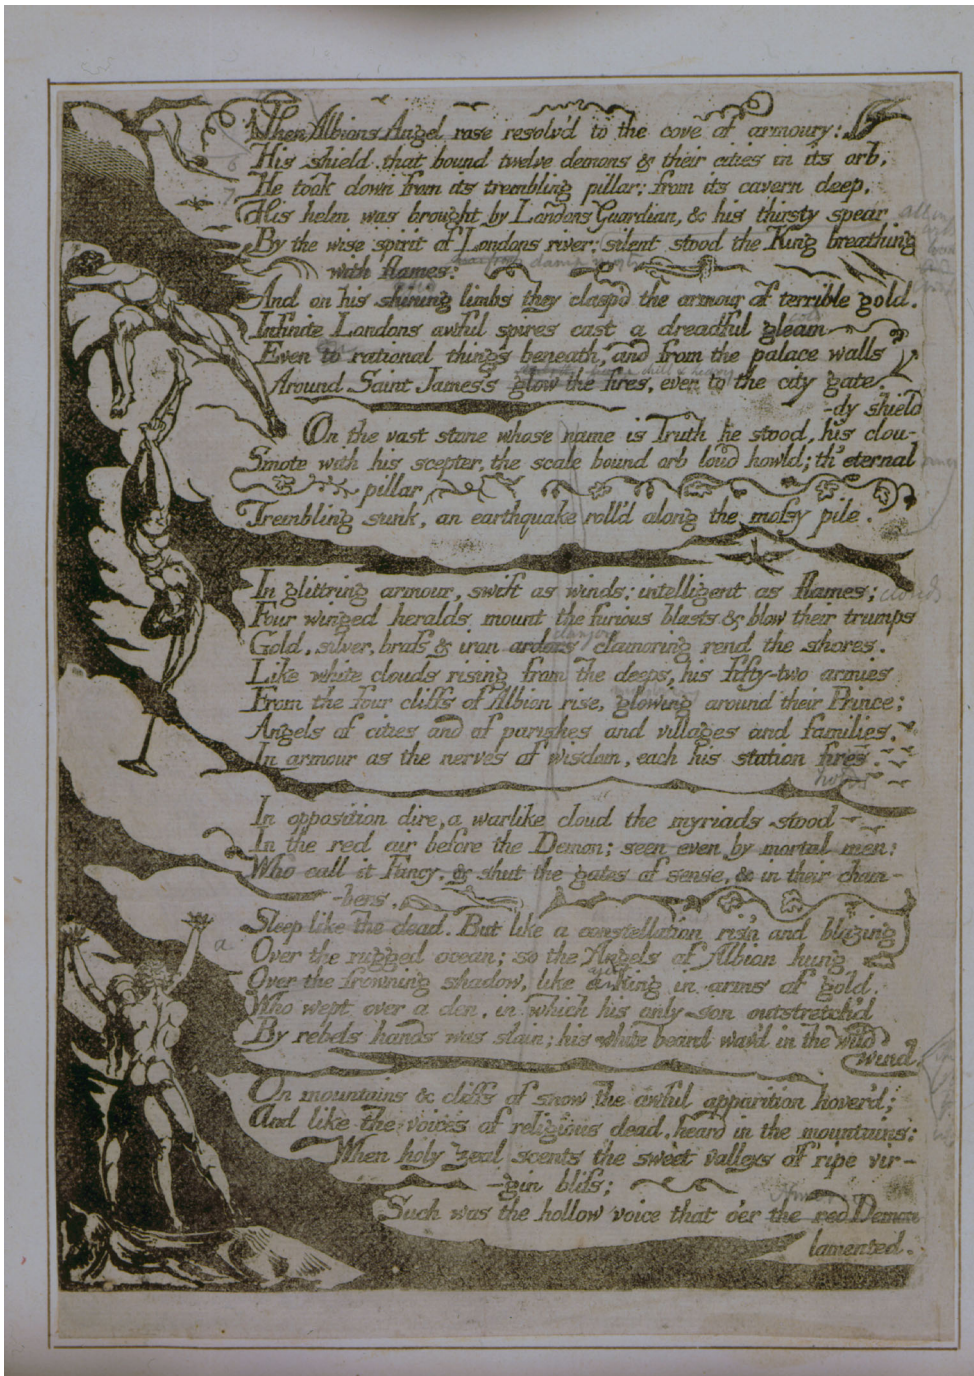 Then Albions Angel rose resolv'd to the cove of armoury:
His shield, that bound twelve demons & their cities in its orb,
He took down from its trembling pillar; from its cavern deep,
His helm was brought by Londons Guardian, & his thirsty spear
By the wise spirit of Londons river: silent stood the King breathing
with flames:
And on his shining limbs they clasp'd the armour of terrible gold.
Infinite Londons awful spires cast a dreadful gleam
Even to rational things beneath, and from the palace walls
Around Saint James's glow the fires, even to the city gate.
-dy shield
On the vast stone whose name is Truth he stood, his clou-
Smote with his scepter, the scale bound orb loud howld; th' eternal
pillar
Trembling sunk, an earthquake roll'd along the mossy pile.
In glittring armour, swift as winds; intelligent as flames;
clouds
Four winged heralds mount the furious blasts & blow their trumps
Gold, silver, brass & iron ardors clamoring rend the shores.
Like white clouds rising from the deeps, his fifty-two armies
From the four cliffs of Albion rise, glowing around their Prince;
Angels of cities and of parishes and villages and families,
In armour as the nerves of wisdom, each his station fires.
holds
In opposition dire, a warlike cloud the myriads stood
In the red air before the Demon; seen even by mortal men:
Who call it Fancy, & shut the gates of sense, & in their cham-
-bers,
Sleep like the dead. But like a constellation ris'n and blazing
Over the rugged ocean; so the Angels of Albion hung
Over the frowning shadow, like a King in arms of gold.
Who wept over a den, in which his only son outstretch'd
By rebels hands was slain; his white beard wav'd in the wild
wind.
On mountains & cliffs of snow the awful apparition hover'd;
And like the voices of religious dead, heard in the mountains:
When holy zeal scents the sweet valleys of ripe vir-
-gin bliss;
Such was the hollow voice that o'er the red Demon
lamented.